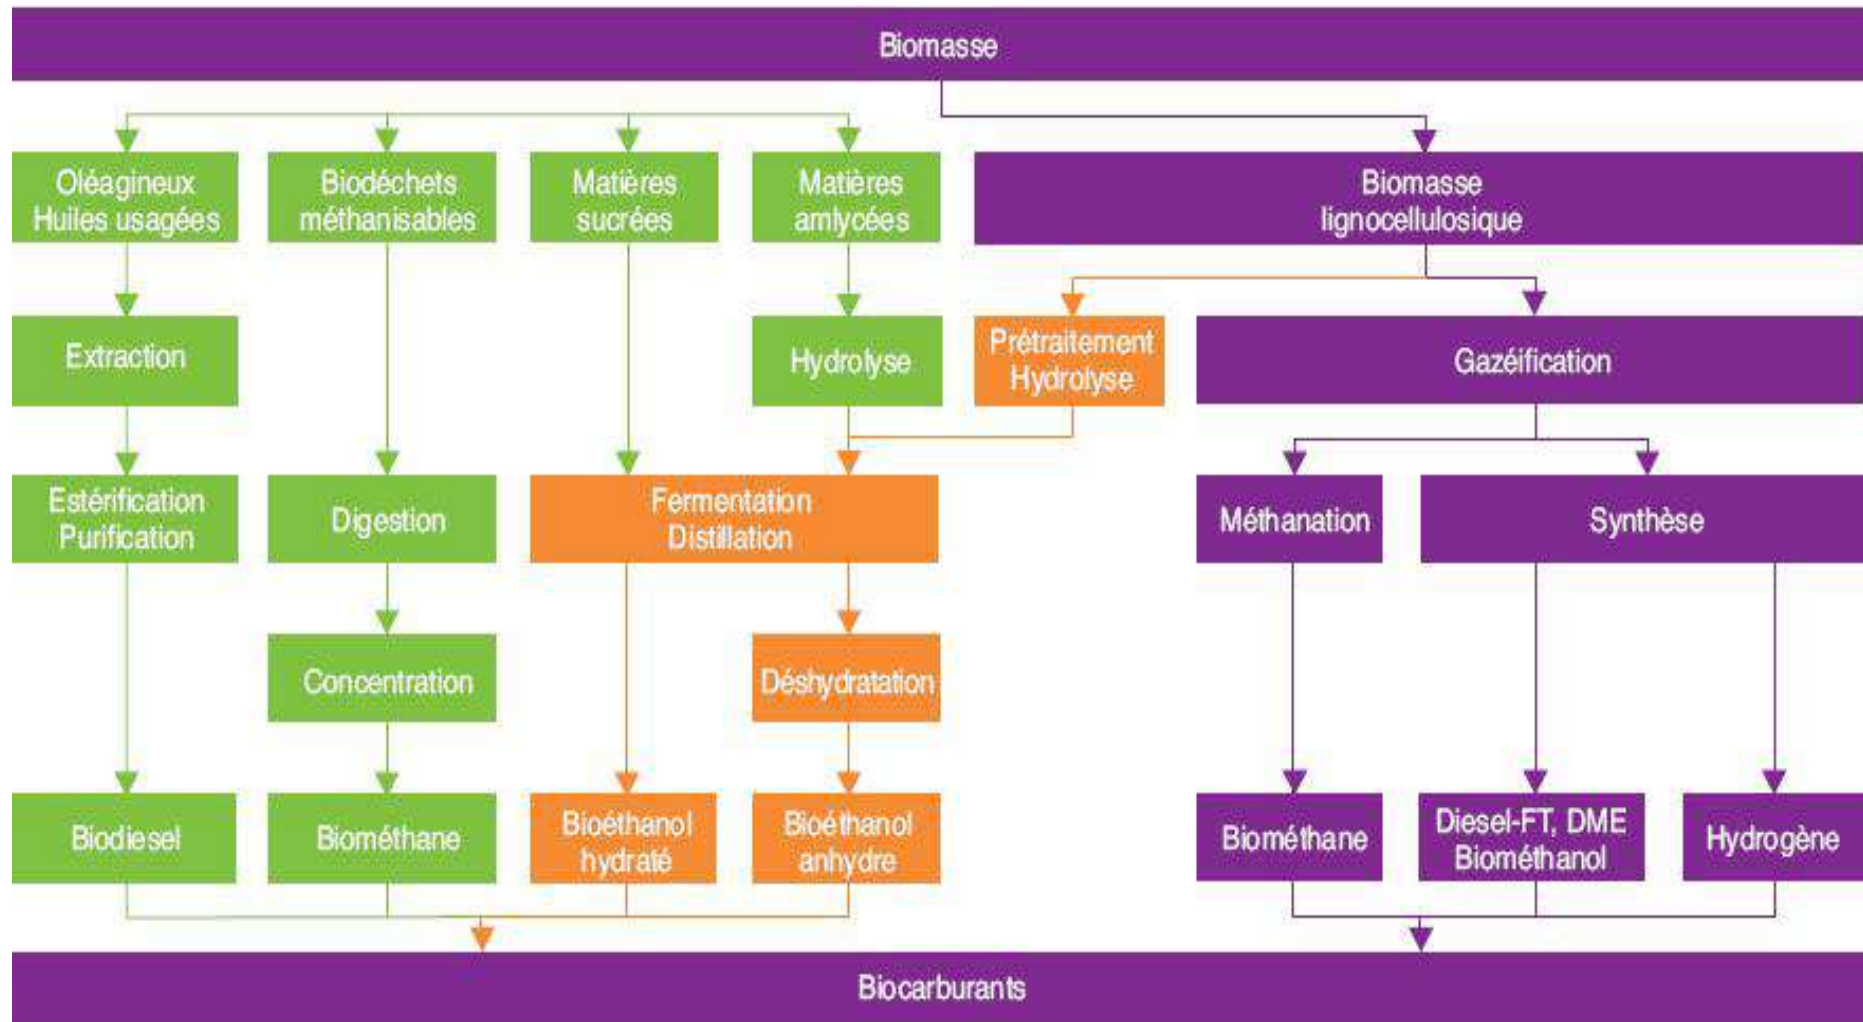 Biomasse
Oléagineux
Huiles usagées
Biodéchets
méthanisables
Matières
sucrées
Matières
amlycées
Biomasse
lignocellulosique
Extraction
Hydrolyse
Prétraitement
Hydrolyse
Gazéification
Estérification
Purification
Digestion
Fermentation
Distillation
Méthanation
Synthèse
Concentration
Déshydratation
Biodiesel
Biométhane
Bioéthanol
hydraté
Bioéthanol
anhydre
Biométhane
Diesel-FT, DME
Biométhanol
Hydrogène
Biocarburants